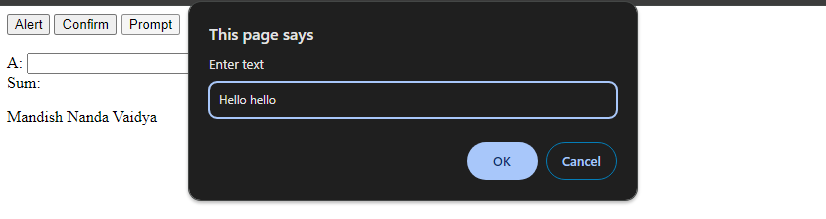 Alert Confirm Prompt
This page says
Enter text
A:
Hello hello
Sum:
Mandish Nanda Vaidya
OK Cancel